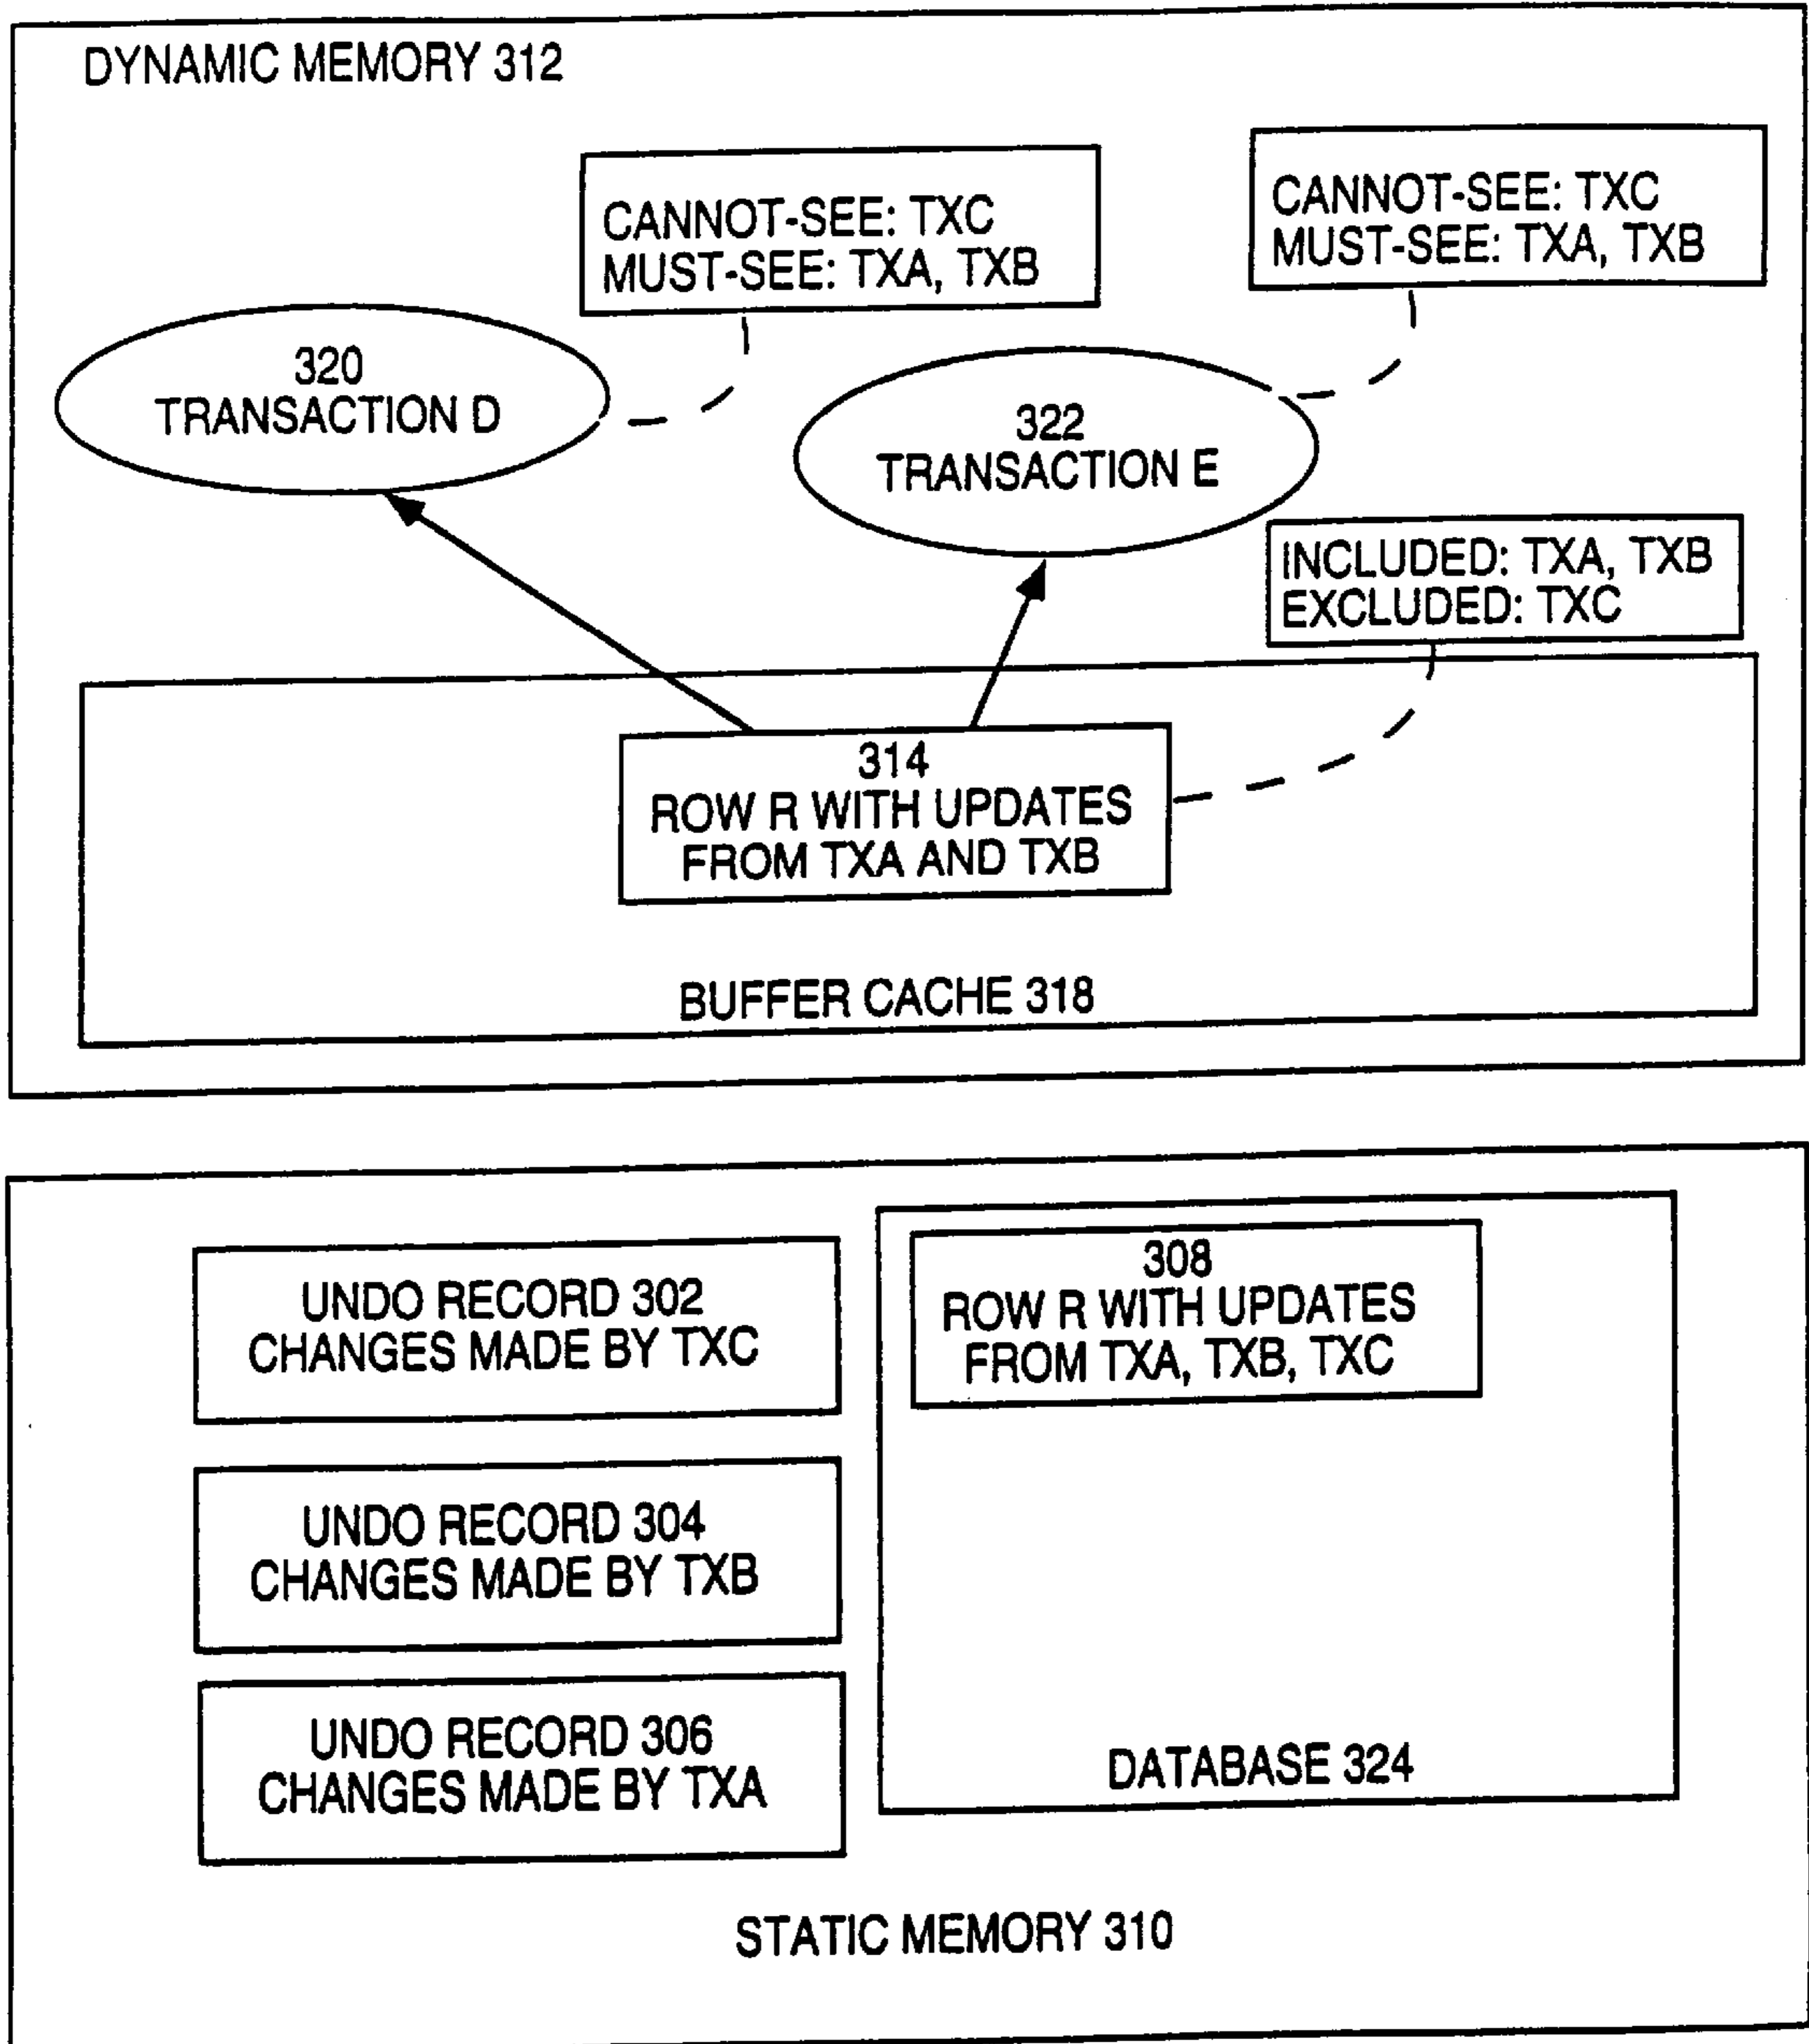 DYNAMIC MEMORY 312
CANNOT-SEE: TXC
MUST-SEE: TXA, TXB
CANNOT-SEE: TXC
MUST-SEE: TXA, TXB
320
TRANSACTION D
322
TRANSACTION E
INCLUDED: TXA, TXB
EXCLUDED: TXC
314
ROW R WITH UPDATES
FROM TXA AND TXB
BUFFER CACHE 318
UNDO RECORD 302
CHANGES MADE BY TXC
308
ROW R WITH UPDATES
FROM TXA, TXB, TXC
UNDO RECORD 304
CHANGES MADE BY TXB
UNDO RECORD 306
CHANGES MADE BY TXA
DATABASE 324
STATIC MEMORY 310